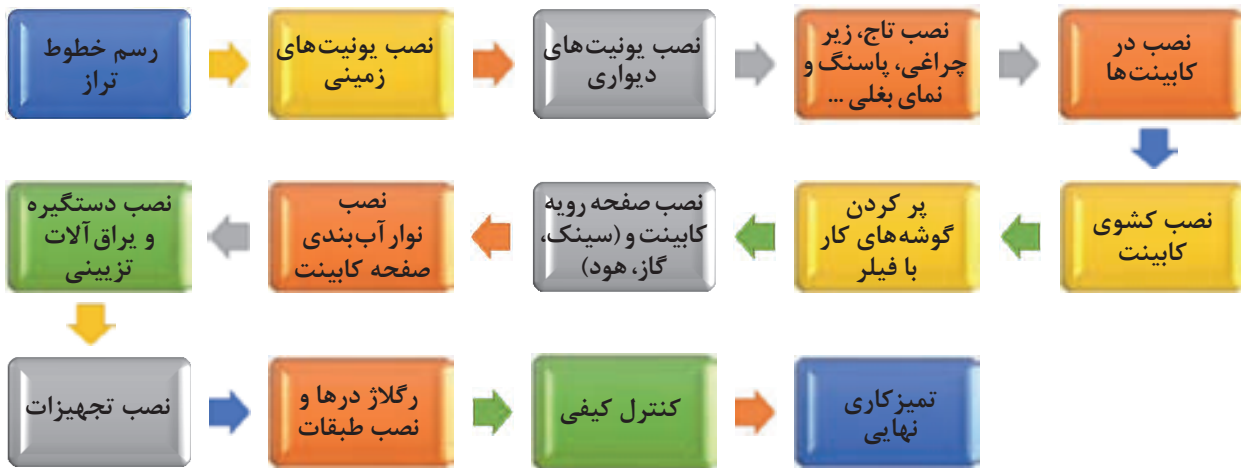 رسم خطوط
تراز
نصب یونیت‌های
زمینی
نصب یونیت‌های
دیواری
نصب تاج، زیر
چراغی، پاسنگ و
نمای بغلی ...
نصب در
کابینت‌ها
نصب کشوی
کابینت
پر کردن
گوشه‌های کار
با فیلر
نصب صفحه رویه
کابینت و (سینک،
گاز، هود)
نصب
نوار آب‌بندی
صفحه کابینت
نصب دستگیره
و یراق‌آلات
تزیینی
نصب تجهیزات
رگلاژ درها و
نصب طبقات
کنترل کیفی
تمیزکاری
نهایی